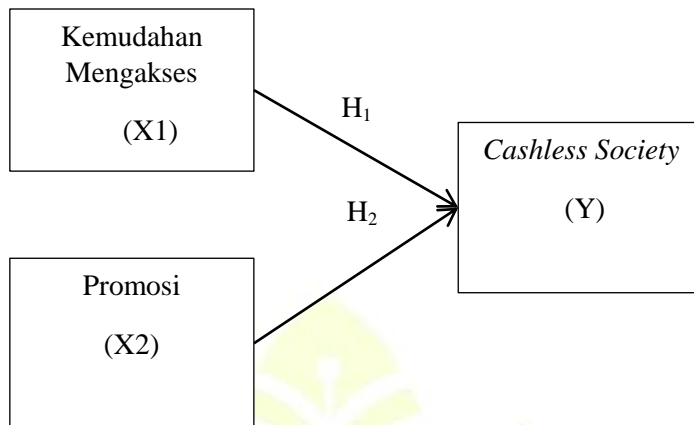 Kemudahan
Mengakses
(X1)
H₁
Cashless Society
(Y)
H₂
Promosi
(X2)